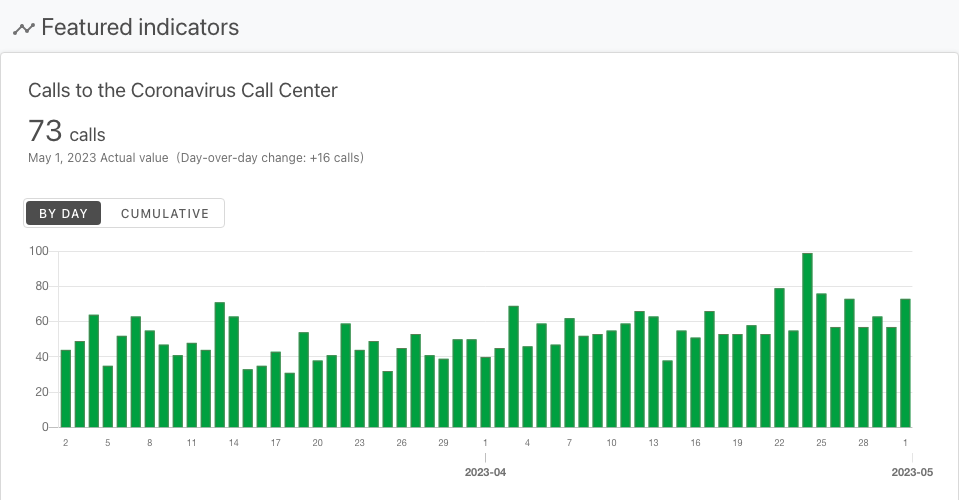 Featured indicators
Calls to the Coronavirus Call Center
73 calls
May 1, 2023 Actual value (Day-over-day change: +16 calls)
BY DAY CUMULATIVE
100
80
60
40
20
0
2 5 8 11 14 17 20 23 26 29 1 4 7 10 13 16 19 22 25 28 1
2023-04 2023-05